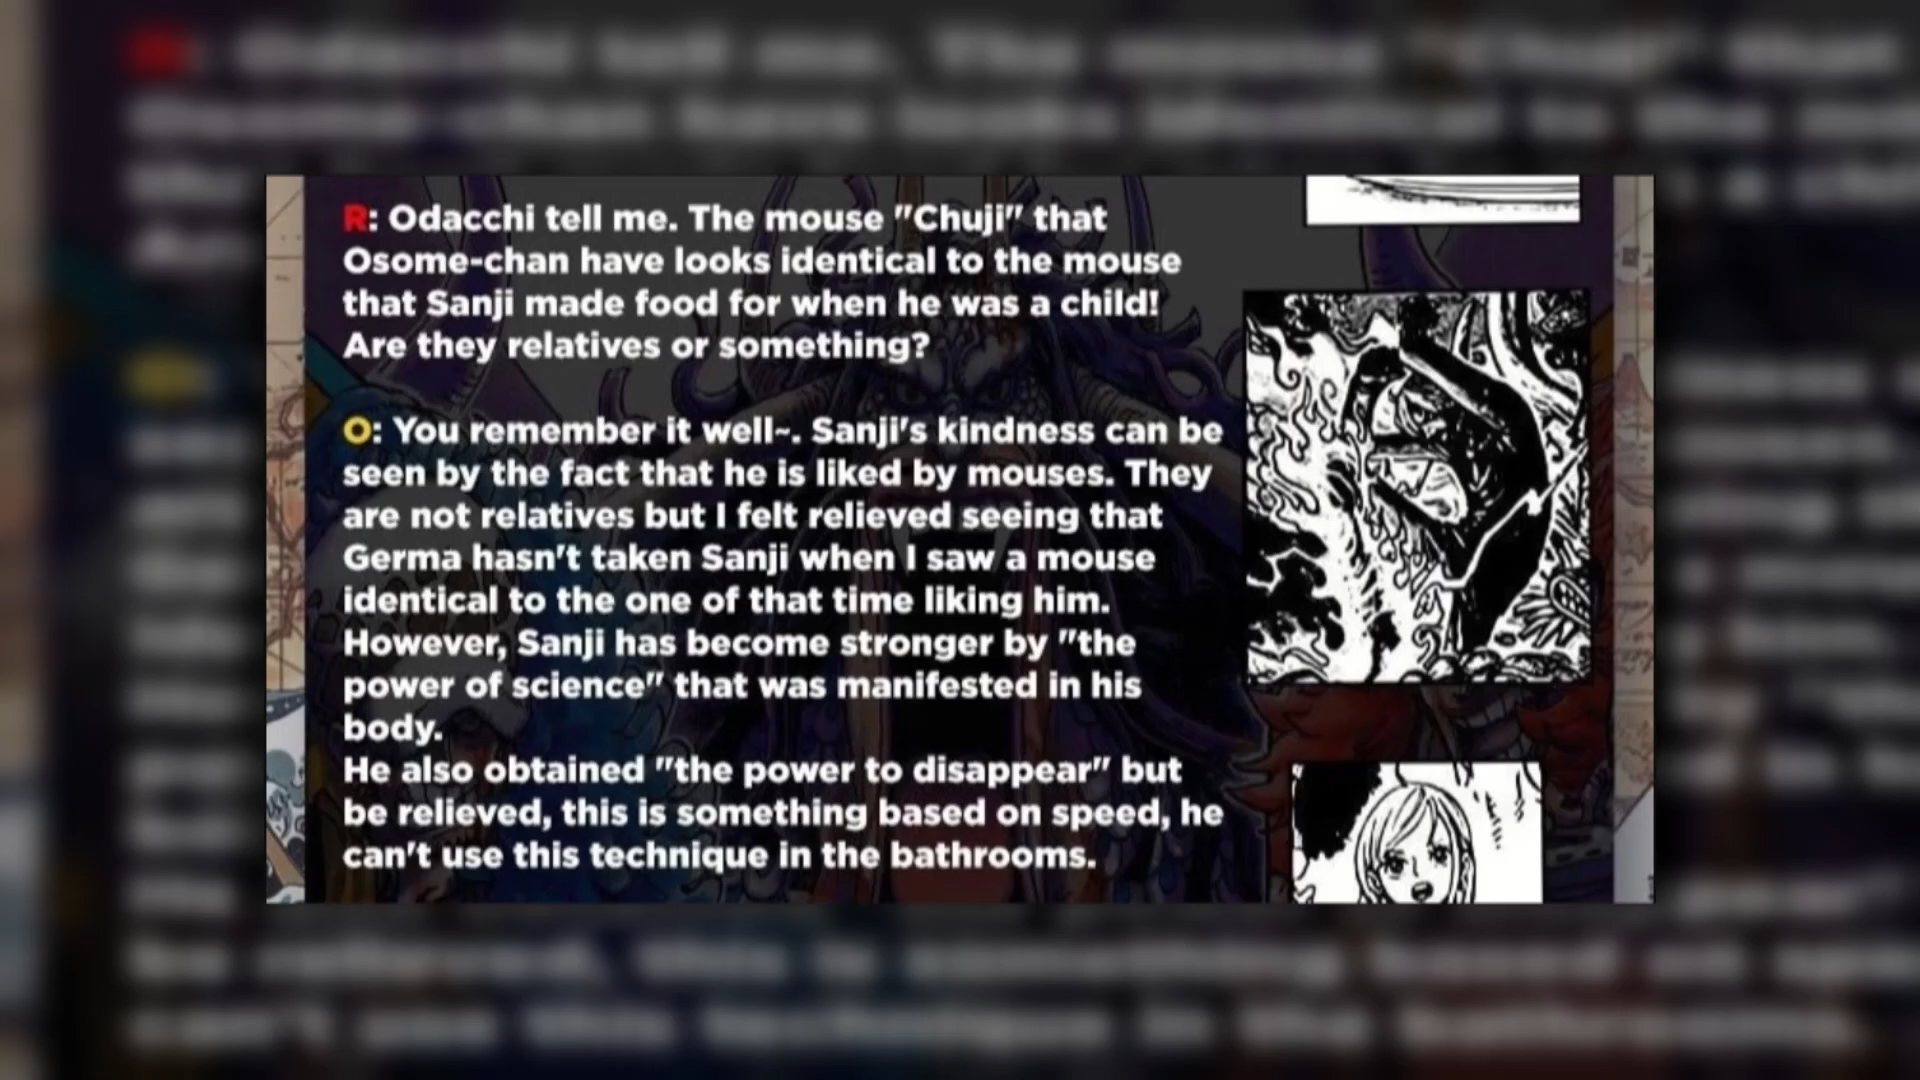 R: Odacchi tell me. The mouse "Chuji" that
Osome-chan have looks identical to the mouse
that Sanji made food for when he was a child!
Are they relatives or something?
O: You remember it well~. Sanji's kindness can be
seen by the fact that he is liked by mouses. They
are not relatives but I felt relieved seeing that
Germa hasn't taken Sanji when I saw a mouse
identical to the one of that time liking him.
However, Sanji has become stronger by "the
power of science" that was manifested in his
body.
He also obtained "the power to disappear" but
be relieved, this is something based on speed, he
can't use this technique in the bathrooms.